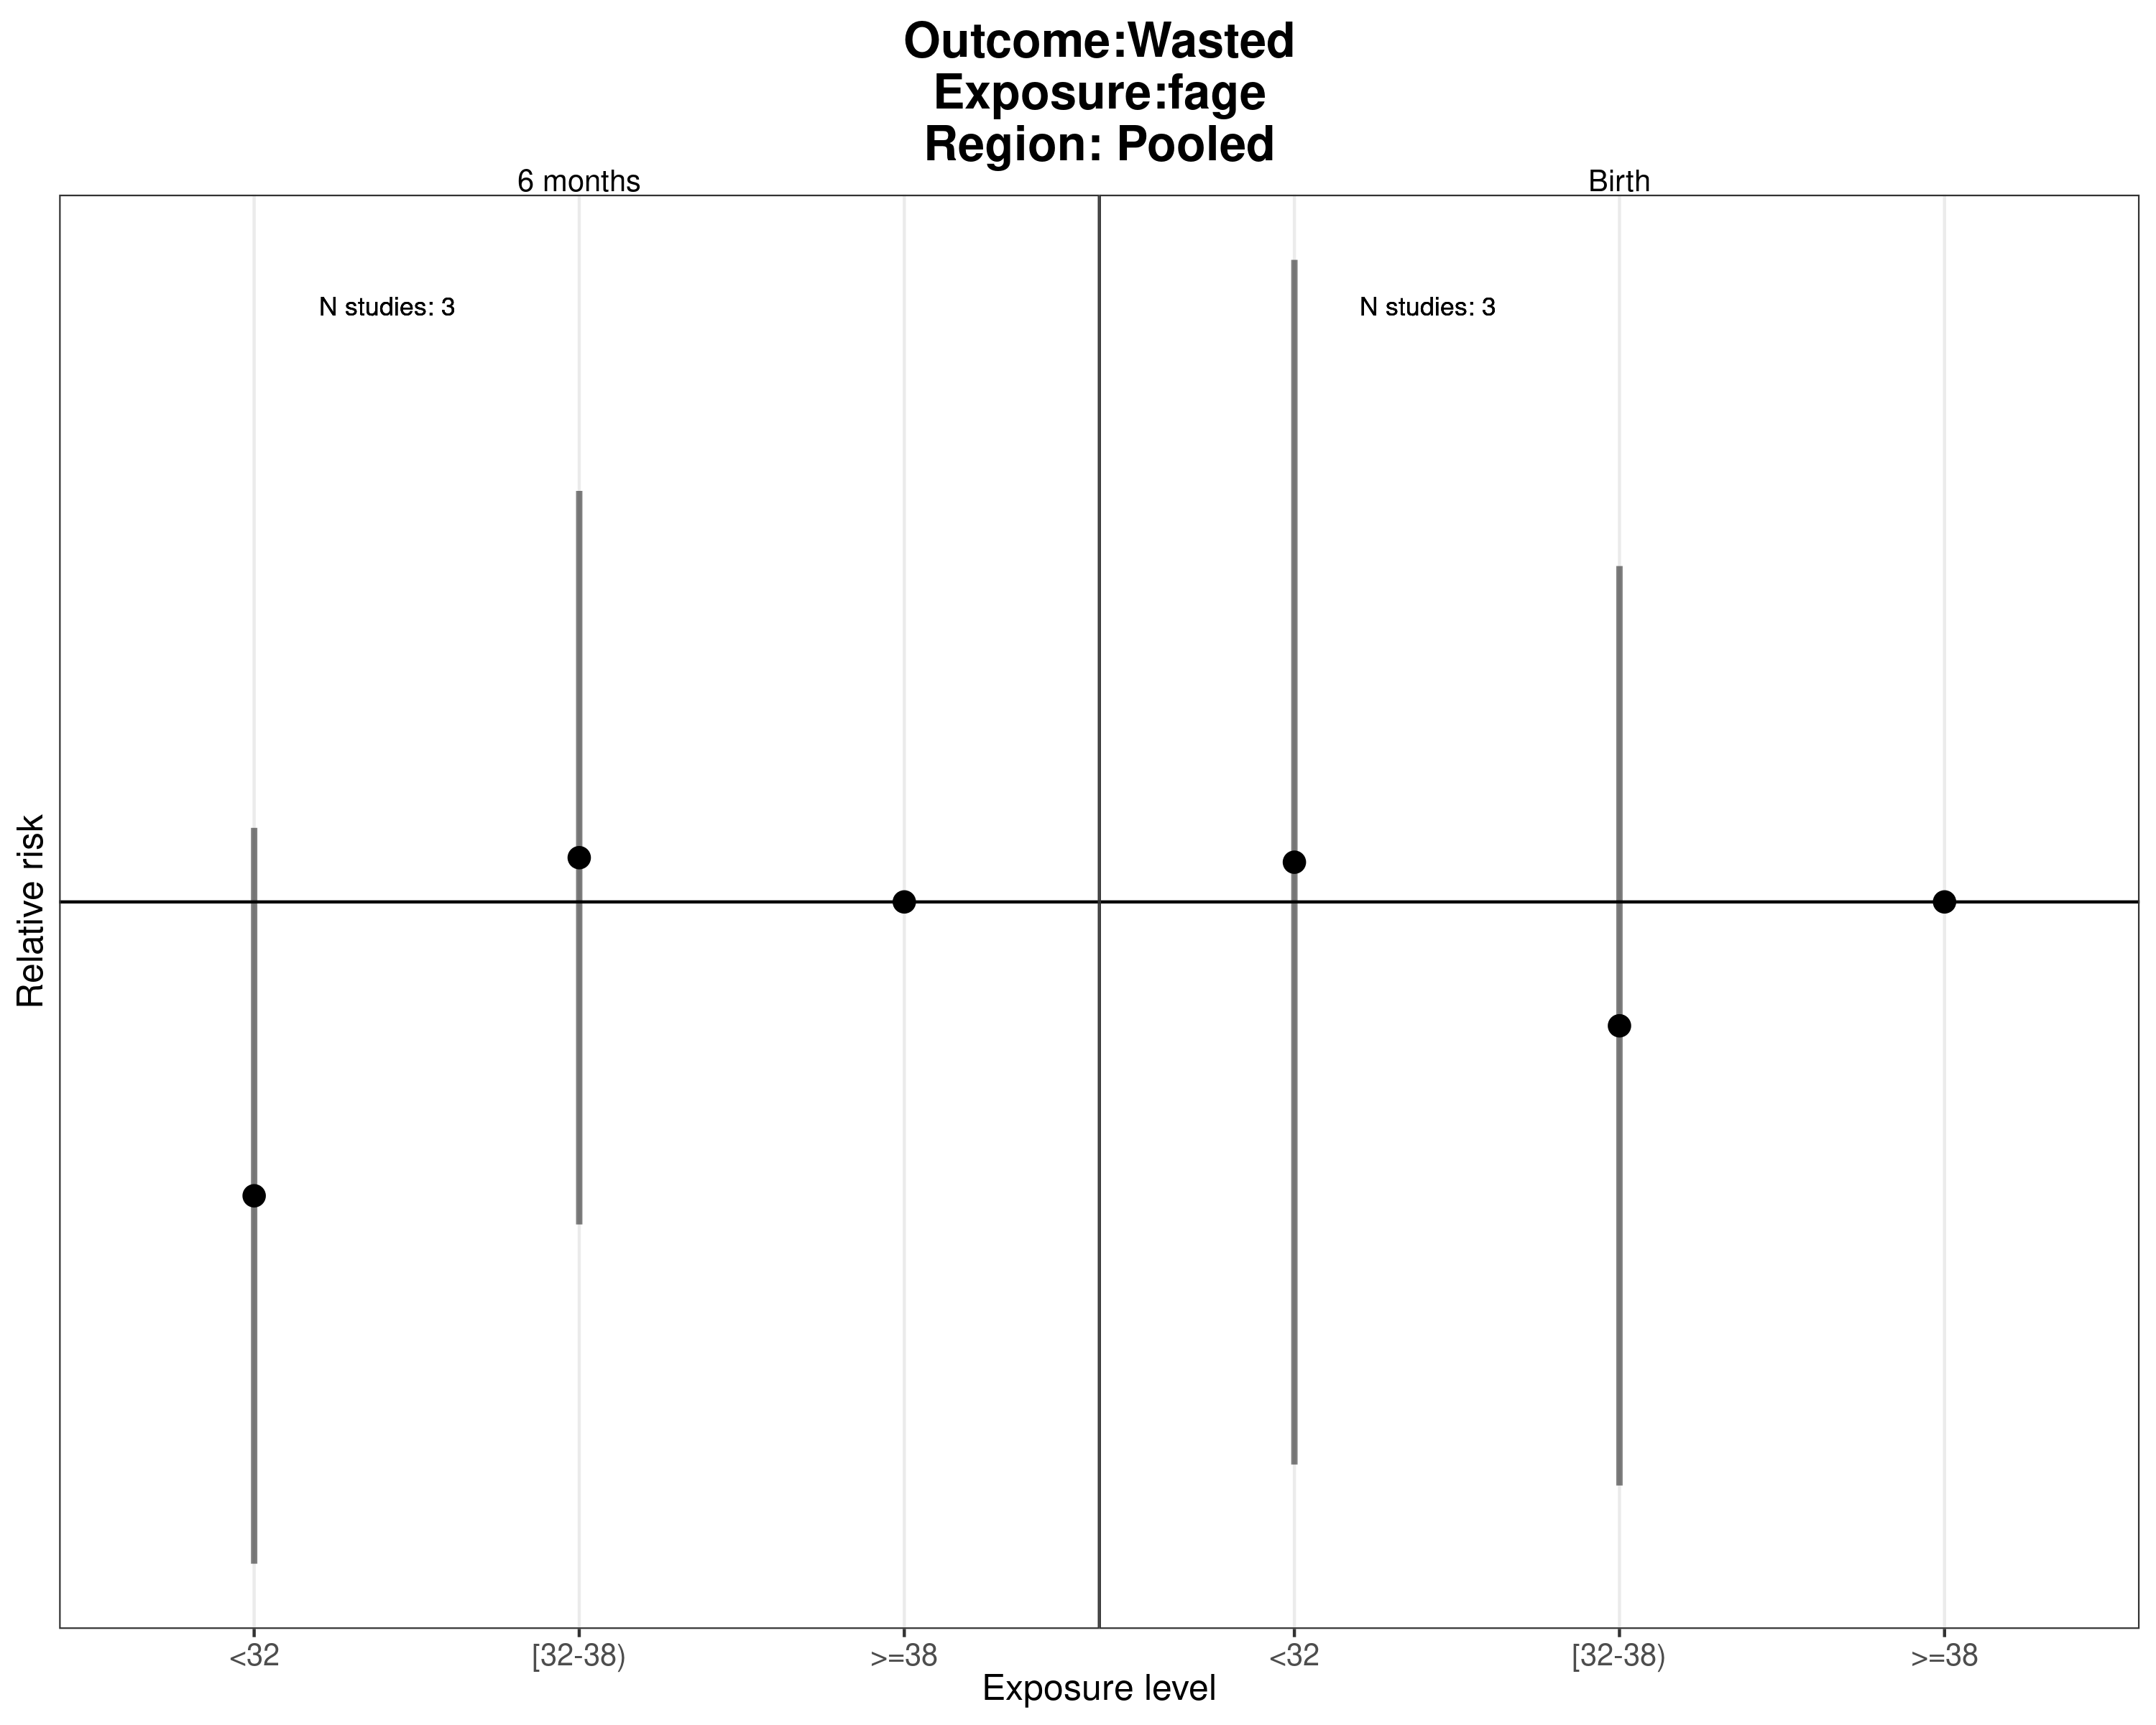 Outcome:Wasted
Exposure:fage
Region: Pooled
6 months
Birth
N studies: 3
N studies: 3
Relative risk
<32
[32-38)
>=38
<32
[32-38)
>=38
Exposure level